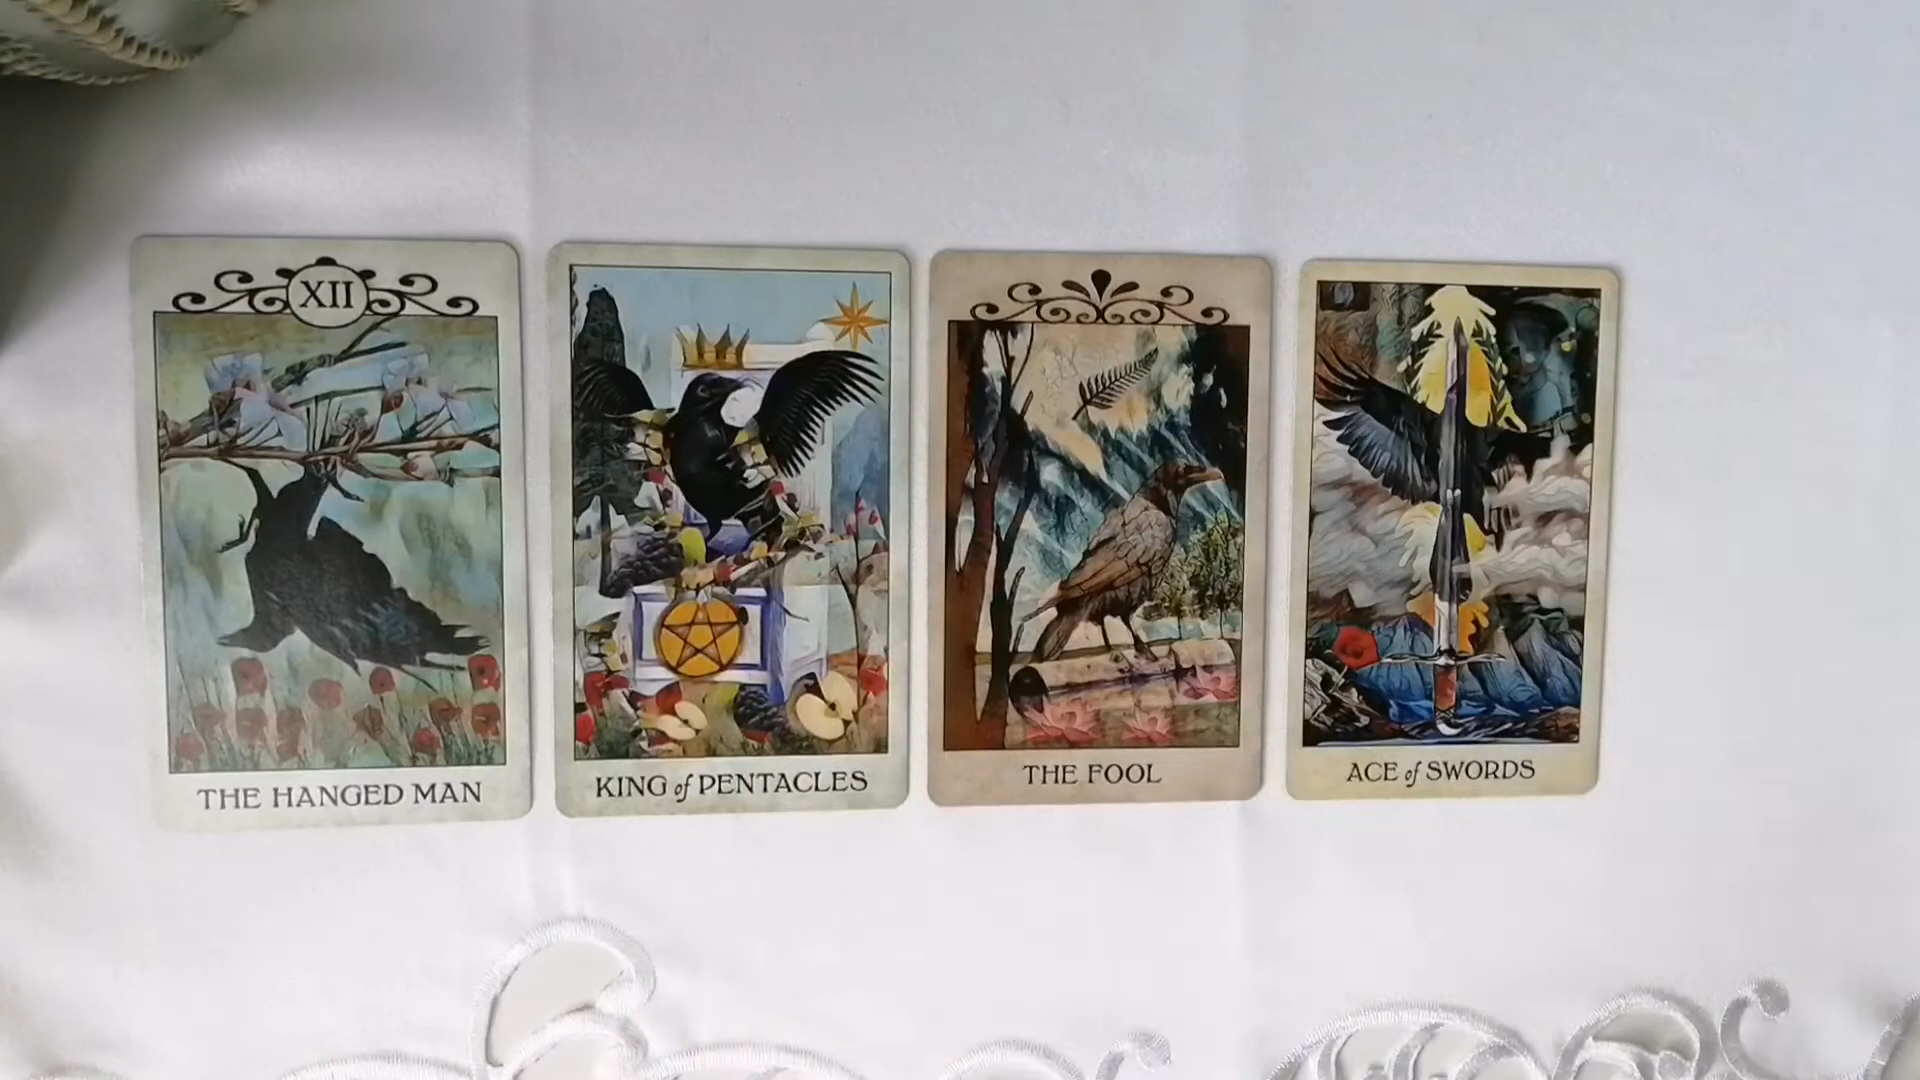 XII
THE HANGED MAN
KING of PENTACLES
THE FOOL
ACE of SWORDS